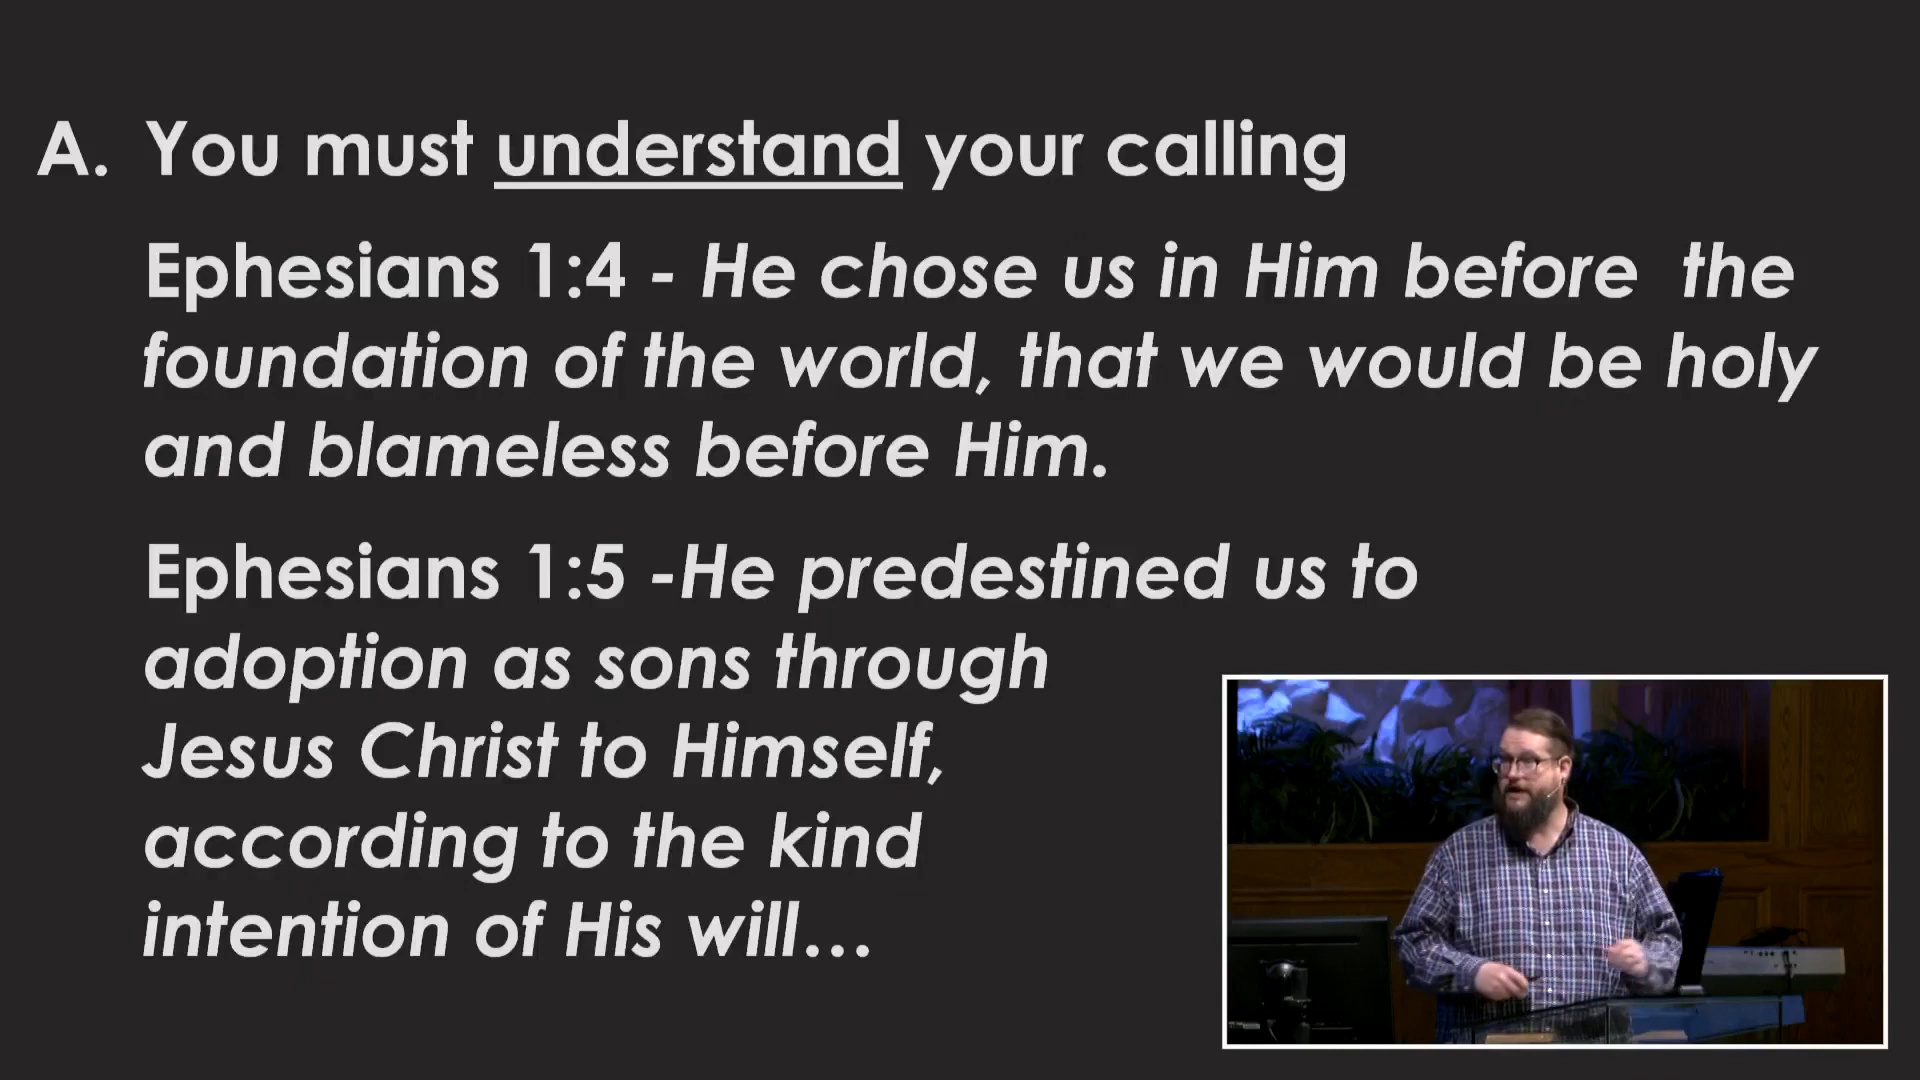 A. You must understand your calling
Ephesians 1:4 - He chose us in Him before the
foundation of the world, that we would be holy
and blameless before Him.
Ephesians 1:5 -He predestined us to
adoption as sons through
Jesus Christ to Himself,
according to the kind
intention of His will...